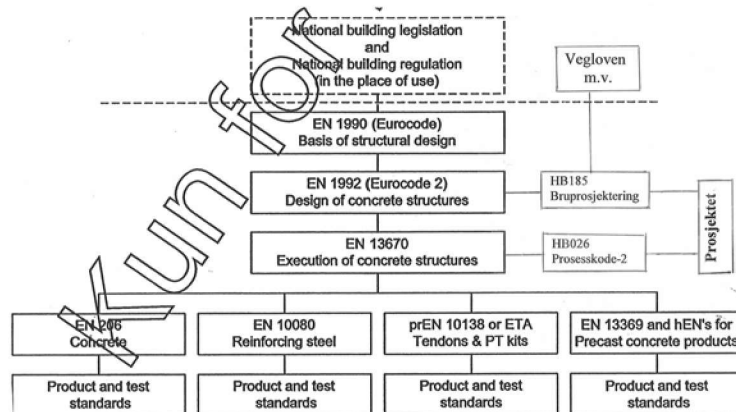 National building legislation
and
National building regulation
(in the place of use)
Vegloven
m.v.
EN 1990 (Eurocode)
Basis of structural design
EN 1992 (Eurocode 2)
Design of concrete structures
HB185
Bruprosjektering
Prosjektet
EN 13670
Execution of concrete structures
HB026
Prosesskode-2
EN 206
Concrete
EN 10080
Reinforcing steel
prEN 10138 or ETA
Tendons & PT kits
EN 13369 and hEN's for
Precast concrete products
Product and test
standards
Product and test
standards
Product and test
standards
Product and test
standards
Kun for